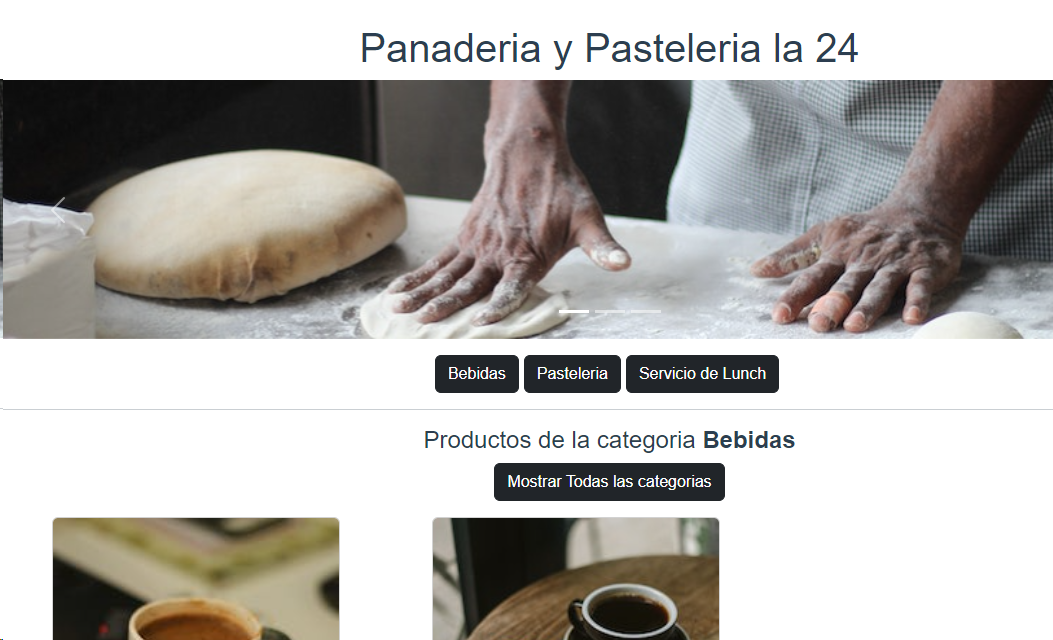 Panaderia y Pasteleria la 24
Bebidas Pasteleria Servicio de Lunch
Productos de la categoria Bebidas
Mostrar Todas las categorias